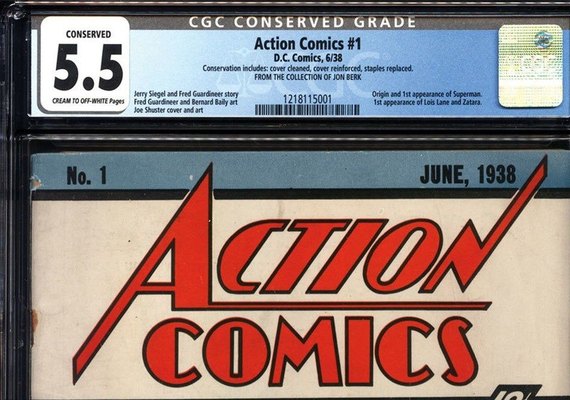 CGC CONSERVED GRADE
CONSERVED
5.5
CREAM TO OFF-WHITE Pages
Action Comics #1
D.C. Comics, 6/38
Conservation includes: cover cleaned, cover reinforced, staples replaced.
FROM THE COLLECTION OF JON BERK
Jerry Siegel and Fred Guardineer story
Fred Guardineer and Bernard Baily art
Joe Shuster cover and art
1218115001
Origin and 1st appearance of Superman.
1st appearance of Lois Lane and Zatara.
No. 1
JUNE, 1938
ACTION
COMICS